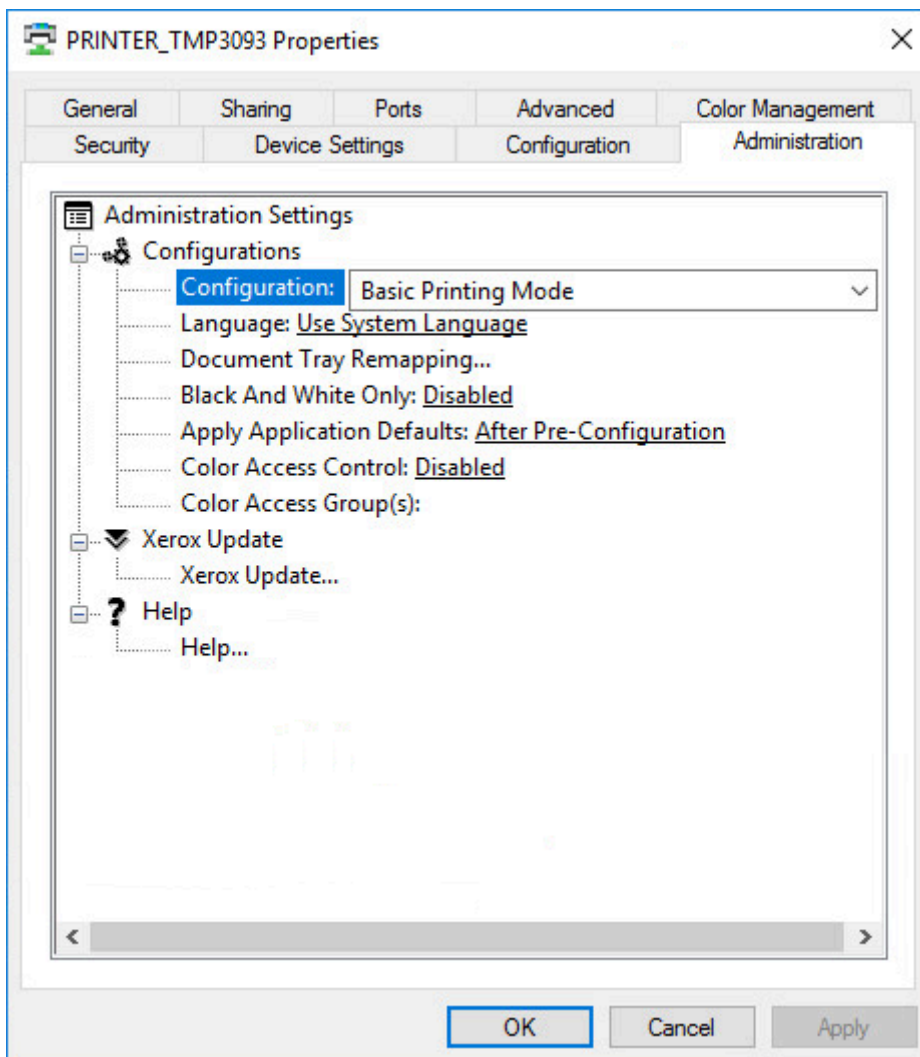 PRINTER_TMP3093 Properties
General Sharing Ports Advanced Color Management
Security Device Settings Configuration Administration
Administration Settings
Configurations
Configuration: Basic Printing Mode
Language: Use System Language
Document Tray Remapping...
Black And White Only: Disabled
Apply Application Defaults: After Pre-Configuration
Color Access Control: Disabled
Color Access Group(s):
Xerox Update
Xerox Update...
? Help
Help...
OK Cancel Apply